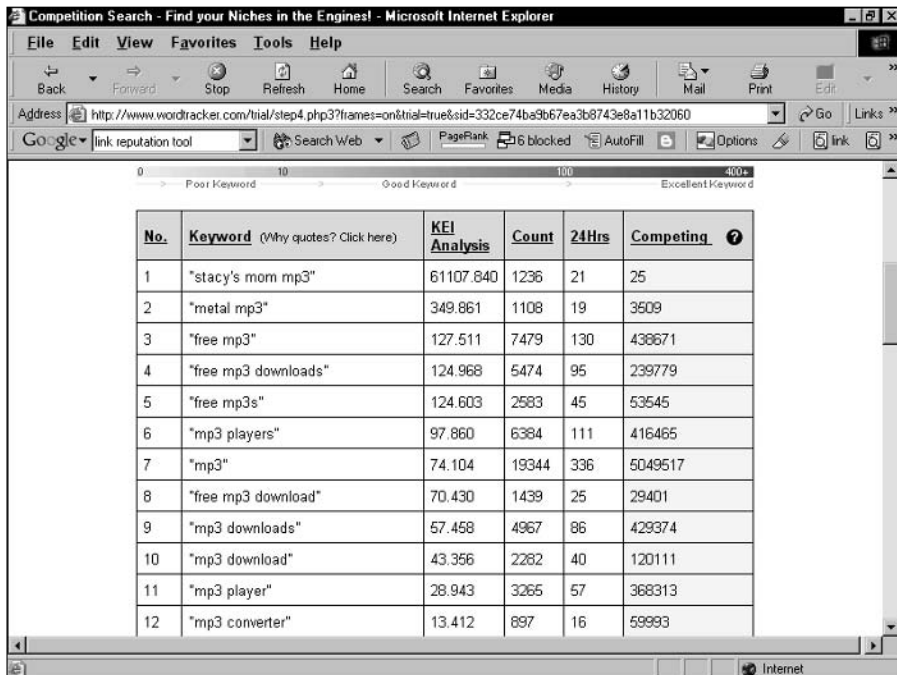 Competition Search - Find your Niches in the Engines! - Microsoft Internet Explorer
File Edit View Favorites Tools Help
Back Forward Stop Refresh Home Search Favorites Media History Mail Print Edit
Address http://www.wordtracker.com/trial/step4.php3?frames=on&trial=true&sid=332ce74ba9b67ea3b8743e8a11b32060 Go Links
Google link reputation tool Search Web PageRank 6 blocked AutoFill Options link
0 10 100 400+
Poor Keyword Good Keyword Excellent Keyword
No. Keyword (Why quotes? Click here) KEI Analysis Count 24Hrs Competing ?
1 "stacy's mom mp3" 61107.840 1236 21 25
2 "metal mp3" 349.861 1108 19 3509
3 "free mp3" 127.511 7479 130 438671
4 "free mp3 downloads" 124.968 5474 95 239779
5 "free mp3s" 124.603 2583 45 53545
6 "mp3 players" 97.860 6384 111 416465
7 "mp3" 74.104 19344 336 5049517
8 "free mp3 download" 70.430 1439 25 29401
9 "mp3 downloads" 57.458 4967 86 429374
10 "mp3 download" 43.356 2282 40 120111
11 "mp3 player" 28.943 3265 57 368313
12 "mp3 converter" 13.412 897 16 59993
Internet